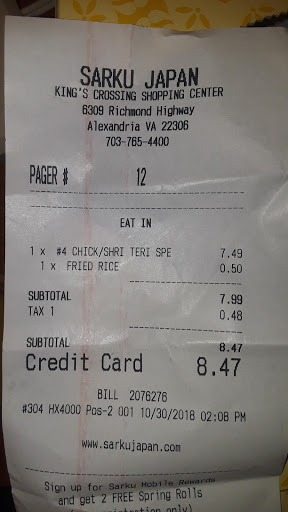 SARKU JAPAN
KING'S CROSSING SHOPPING CENTER
6309 Richmond Highway
Alexandria VA 22306
703-765-4400
PAGER # 12
EAT IN
1 x #4 CHICK/SHRI TERI SPE 7.49
1 x FRIED RICE 0.50
SUBTOTAL 7.99
TAX 1 0.48
SUBTOTAL 8.47
Credit Card 8.47
BILL 2076276
#304 HX4000 Pos-2 001 10/30/2018 02:08 PM
www.sarkujapan.com
Sign up for Sarku Mobile Rewards
and get 2 FREE Spring Rolls
registration only)